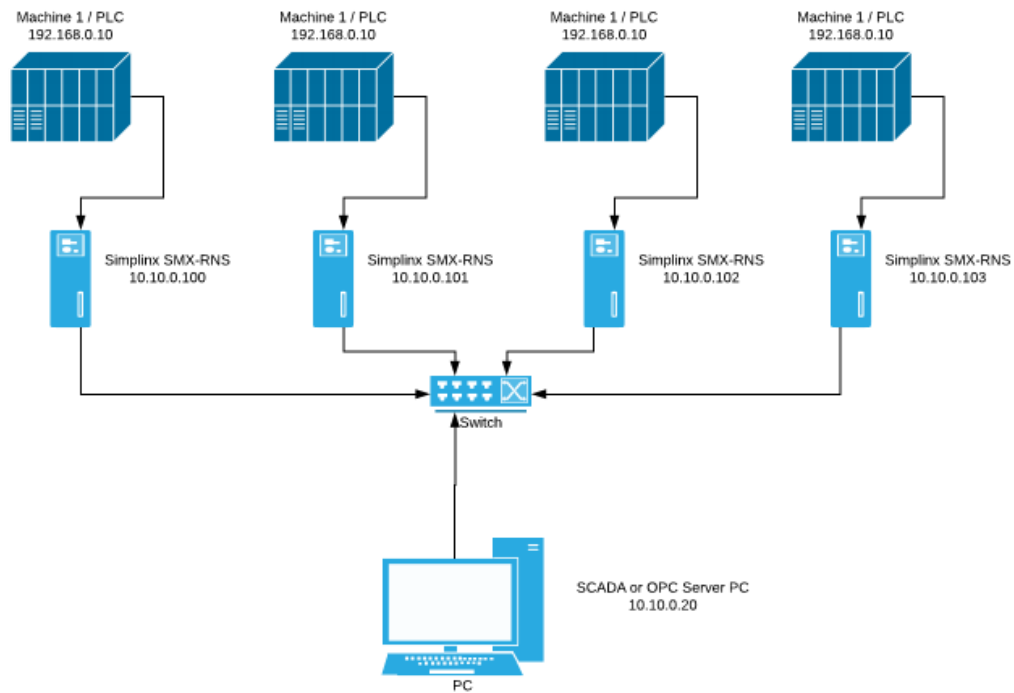 Machine 1 / PLC
192.168.0.10
Machine 1 / PLC
192.168.0.10
Machine 1 / PLC
192.168.0.10
Machine 1 / PLC
192.168.0.10
Simplinx SMX-RNS
10.10.0.100
Simplinx SMX-RNS
10.10.0.101
Simplinx SMX-RNS
10.10.0.102
Simplinx SMX-RNS
10.10.0.103
Switch
SCADA or OPC Server PC
10.10.0.20
PC